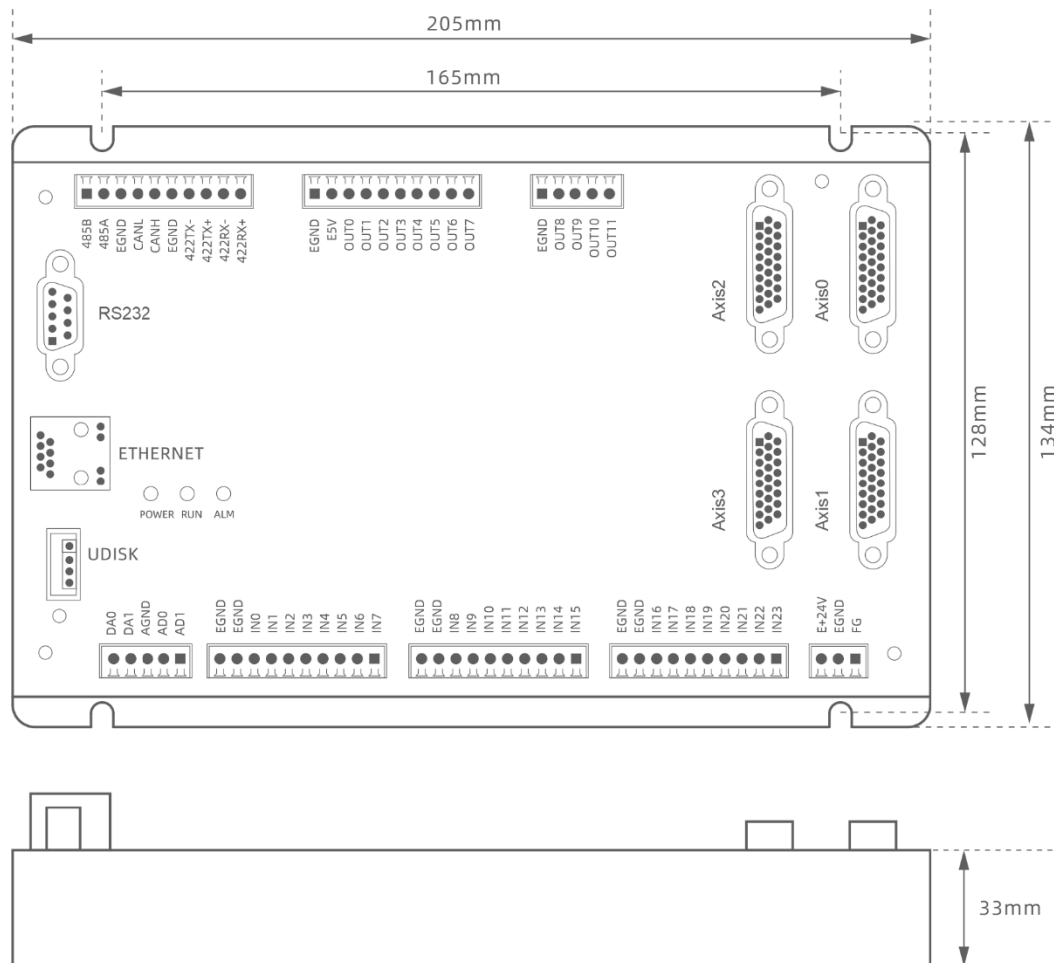 205mm
165mm
485B
485A
EGND
CANL
CANH
EGND
422TX-
422TX+
422RX-
422RX+
EGND
E5V
OUT0
OUT1
OUT2
OUT3
OUT4
OUT5
OUT6
OUT7
EGND
OUT8
OUT9
OUT10
OUT11
RS232
Axis2
Axis0
128mm
134mm
ETHERNET
POWER RUN ALM
Axis3
Axis1
UDISK
DA0
DA1
AGND
AD0
AD1
EGND
EGND
IN0
IN1
IN2
IN3
IN4
IN5
IN6
IN7
EGND
EGND
IN8
IN9
IN10
IN11
IN12
IN13
IN14
IN15
EGND
EGND
IN16
IN17
IN18
IN19
IN20
IN21
IN22
IN23
E+24V
EGND
FG
33mm